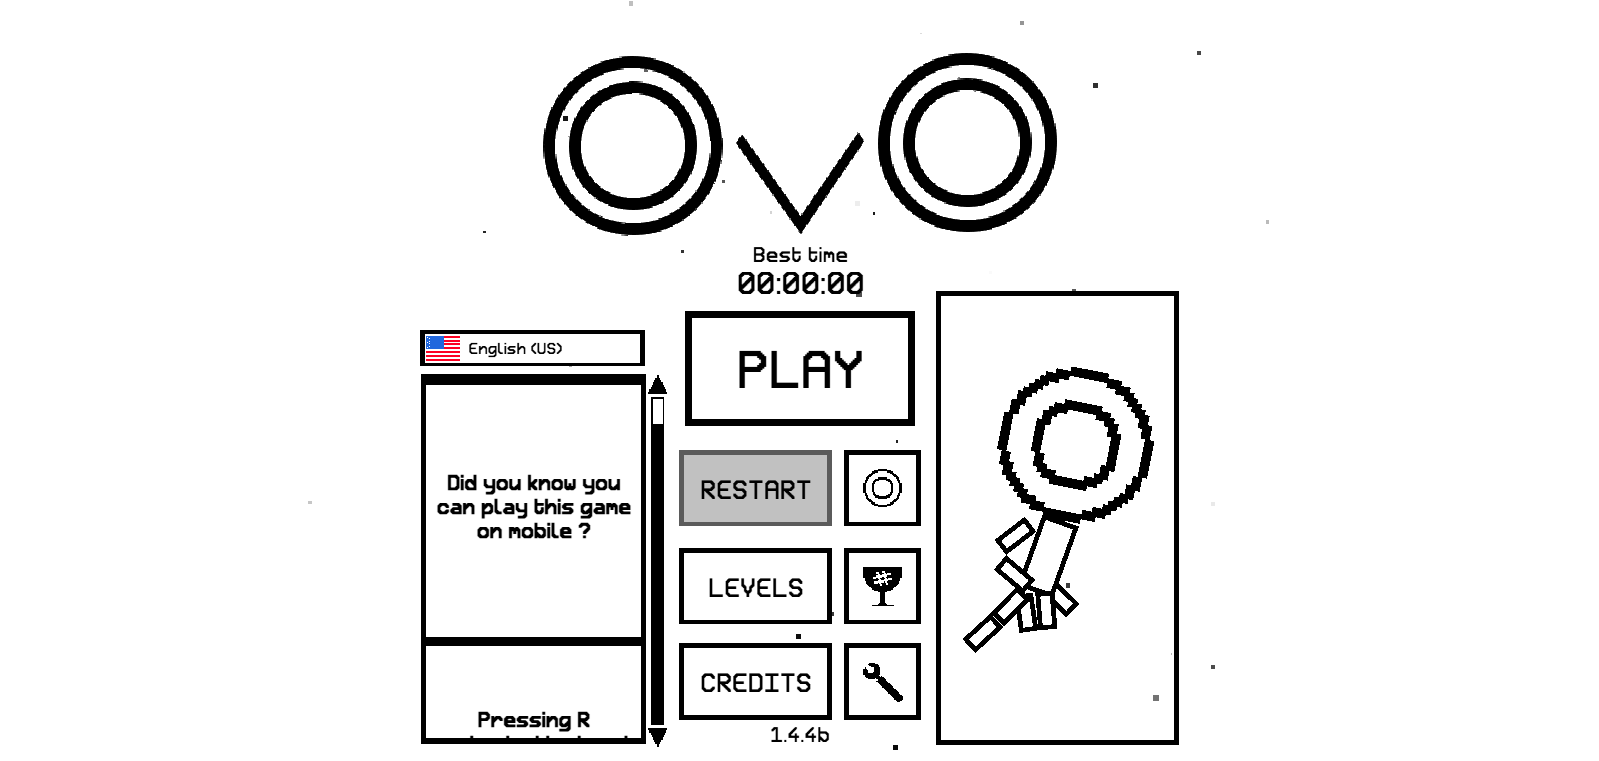 OVO
Best time
00:00:00
PLAY
English (US)
Did you know you
can play this game
on mobile ?
Pressing R
RESTART
LEVELS
CREDITS
1.4.4b